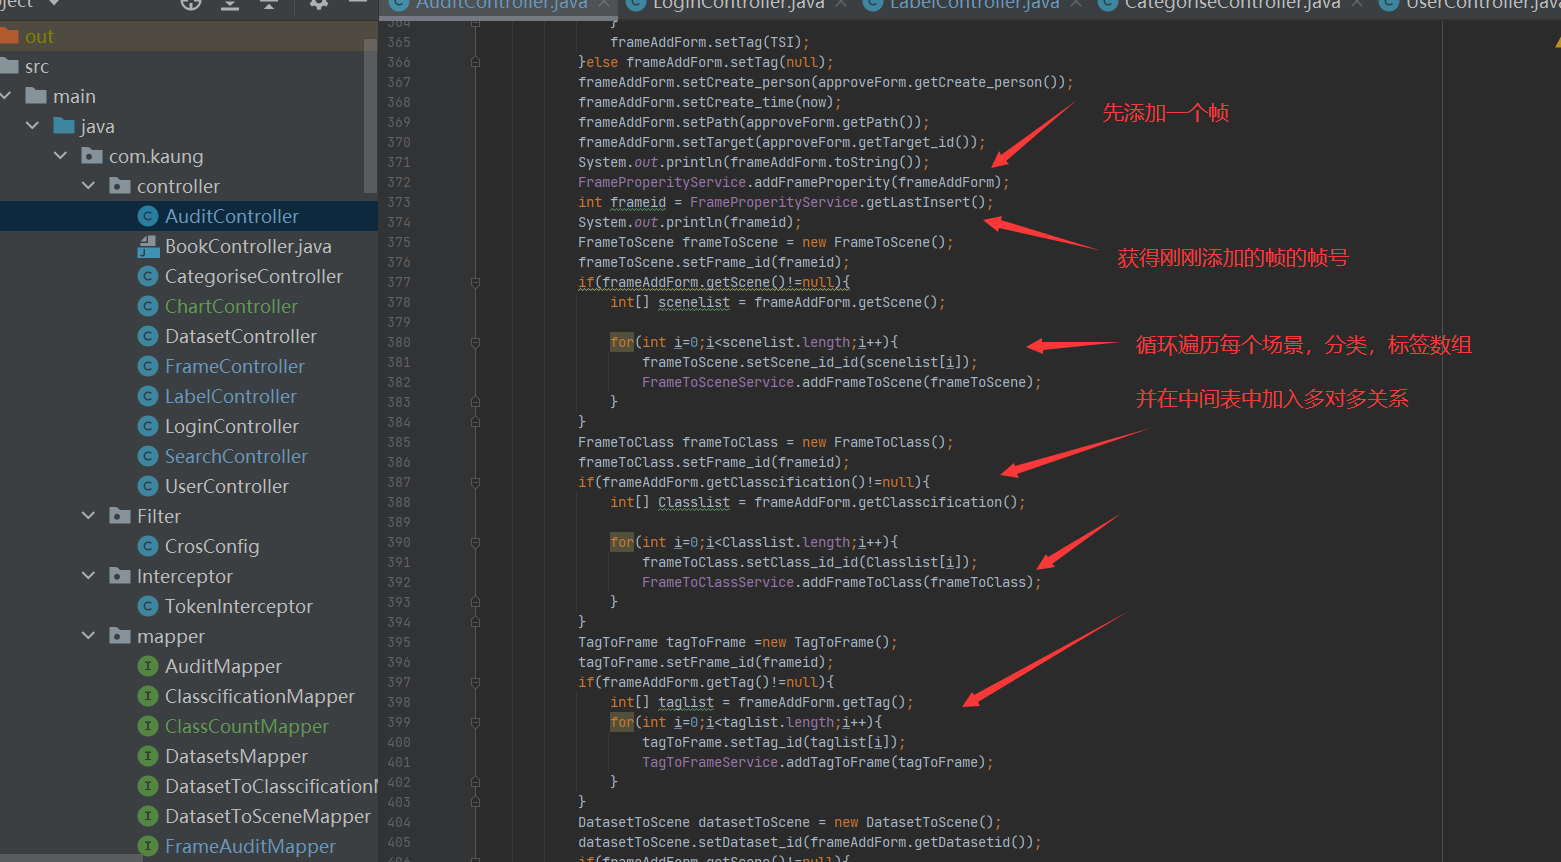 AuditController.java
LoginController.java
LabelController.java
CategoriseController.java
out
src
main
java
com.kaung
controller
AuditController
BookController.java
CategoriseController
ChartController
DatasetController
FrameController
LabelController
LoginController
SearchController
UserController
Filter
CrosConfig
Interceptor
TokenInterceptor
mapper
AuditMapper
ClasscificationMapper
ClassCountMapper
DatasetsMapper
DatasetToClasscification
DatasetToSceneMapper
FrameAuditMapper
364 }
365 frameAddForm.setTag(TSI);
366 }else frameAddForm.setTag(null);
367 frameAddForm.setCreate_person(approveForm.getCreate_person());
368 frameAddForm.setCreate_time(now);
369 frameAddForm.setPath(approveForm.getPath());
370 frameAddForm.setTarget(approveForm.getTarget_id());
371 System.out.println(frameAddForm.toString());
372 FrameProperityService.addFrameProperity(frameAddForm);
373 int frameid = FrameProperityService.getLastInsert();
374 System.out.println(frameid);
375 FrameToScene frameToScene = new FrameToScene();
376 frameToScene.setFrame_id(frameid);
377 if(frameAddForm.getScene()!=null){
378 int[] scenelist = frameAddForm.getScene();
379
380 for(int i=0;i<scenelist.length;i++){
381 frameToScene.setScene_id_id(scenelist[i]);
382 FrameToSceneService.addFrameToScene(frameToScene);
383 }
384 }
385 FrameToClass frameToClass = new FrameToClass();
386 frameToClass.setFrame_id(frameid);
387 if(frameAddForm.getClasscification()!=null){
388 int[] Classlist = frameAddForm.getClasscification();
389
390 for(int i=0;i<Classlist.length;i++){
391 frameToClass.setClass_id_id(Classlist[i]);
392 FrameToClassService.addFrameToClass(frameToClass);
393 }
394 }
395 TagToFrame tagToFrame =new TagToFrame();
396 tagToFrame.setFrame_id(frameid);
397 if(frameAddForm.getTag()!=null){
398 int[] taglist = frameAddForm.getTag();
399 for(int i=0;i<taglist.length;i++){
400 tagToFrame.setTag_id(taglist[i]);
401 TagToFrameService.addTagToFrame(tagToFrame);
402 }
403 }
404 DatasetToScene datasetToScene = new DatasetToScene();
405 datasetToScene.setDataset_id(frameAddForm.getDatasetid());
406 if(frameAddForm.getScene()!=null){
先添加一个帧
获得刚刚添加的帧的帧号
循环遍历每个场景，分类，标签数组
并在中间表中加入多对多关系